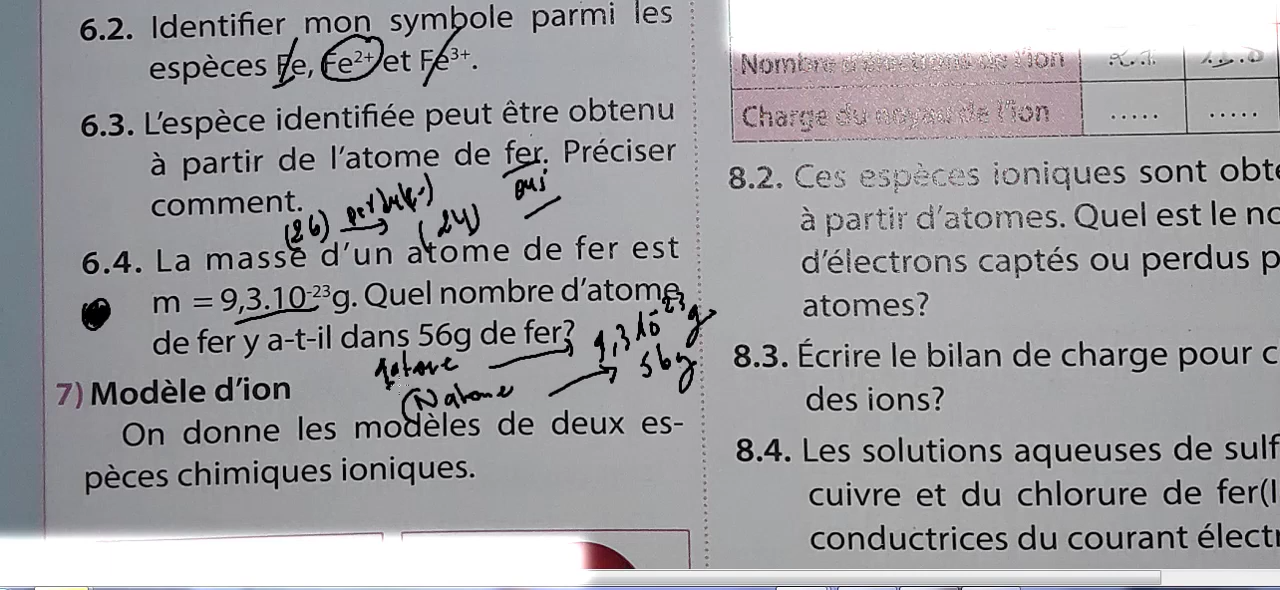 6.2. Identifier mon symbole parmi les
espèces Fe, Fe²⁺ et Fe³⁺.
6.3. L'espèce identifiée peut être obtenu
à partir de l'atome de fer. Préciser
comment.
oui
(26) → (24)
6.4. La masse d'un atome de fer est
m = 9,3.10⁻²³g. Quel nombre d'atome
de fer y a-t-il dans 56g de fer?
1 atome → 9,3 10⁻²³ g
N atome → 56g
7) Modèle d'ion
On donne les modèles de deux es-
pèces chimiques ioniques.
Nombre d'électrons de l'ion
Charge du noyau de l'ion ..... .....
8.2. Ces espèces ioniques sont obte
à partir d'atomes. Quel est le no
d'électrons captés ou perdus p
atomes?
8.3. Écrire le bilan de charge pour c
des ions?
8.4. Les solutions aqueuses de sulf
cuivre et du chlorure de fer(I
conductrices du courant électr